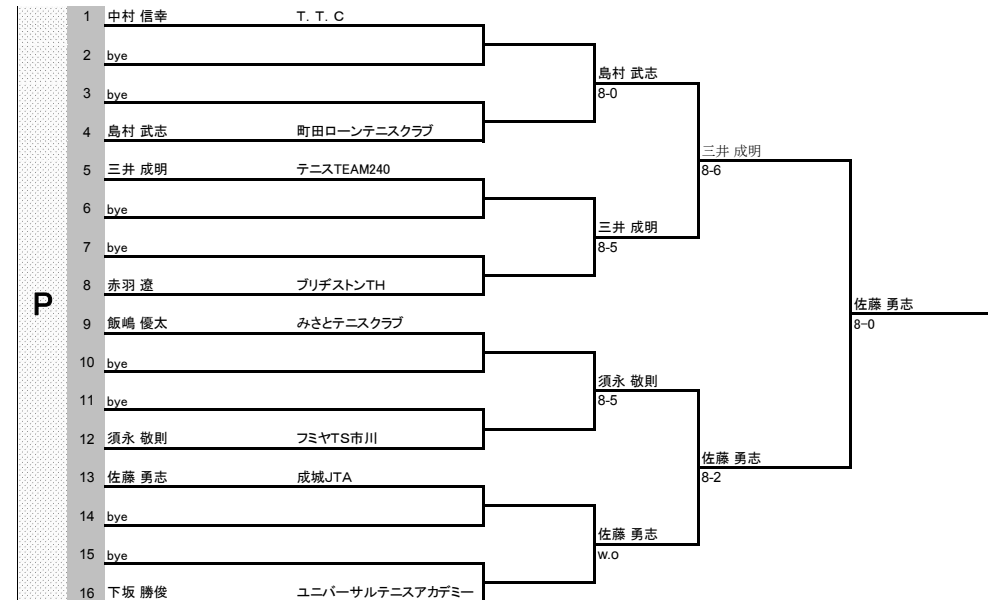 P
1 中村 信幸 T．T．C
2 bye
3 bye
4 島村 武志 町田ローンテニスクラブ
5 三井 成明 テニスTEAM240
6 bye
7 bye
8 赤羽 遼 ブリヂストンTH
9 飯嶋 優太 みさとテニスクラブ
10 bye
11 bye
12 須永 敬則 フミヤTS市川
13 佐藤 勇志 成城JTA
14 bye
15 bye
16 下坂 勝俊 ユニバーサルテニスアカデミー
島村 武志
8-0
三井 成明
8-5
須永 敬則
8-5
佐藤 勇志
w.o
三井 成明
8-6
佐藤 勇志
8-2
佐藤 勇志
8-0